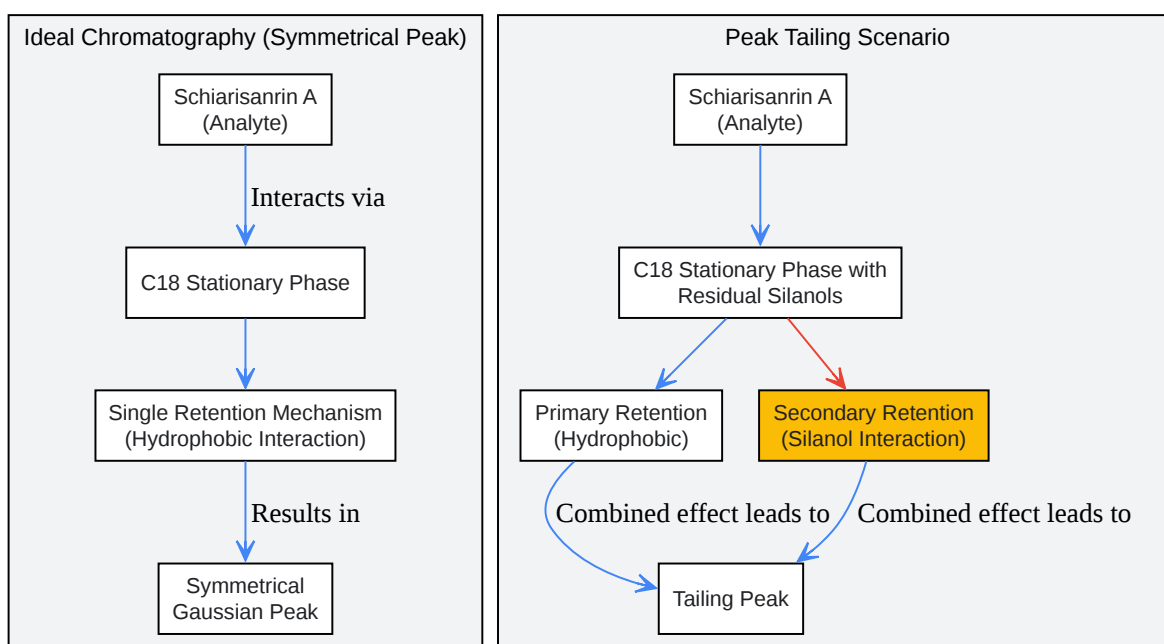 Ideal Chromatography (Symmetrical Peak)
Schiarisanrin A
(Analyte)
Interacts via
C18 Stationary Phase
Single Retention Mechanism
(Hydrophobic Interaction)
Results in
Symmetrical
Gaussian Peak
Peak Tailing Scenario
Schiarisanrin A
(Analyte)
C18 Stationary Phase with
Residual Silanols
Primary Retention
(Hydrophobic)
Secondary Retention
(Silanol Interaction)
Combined effect leads to
Combined effect leads to
Tailing Peak